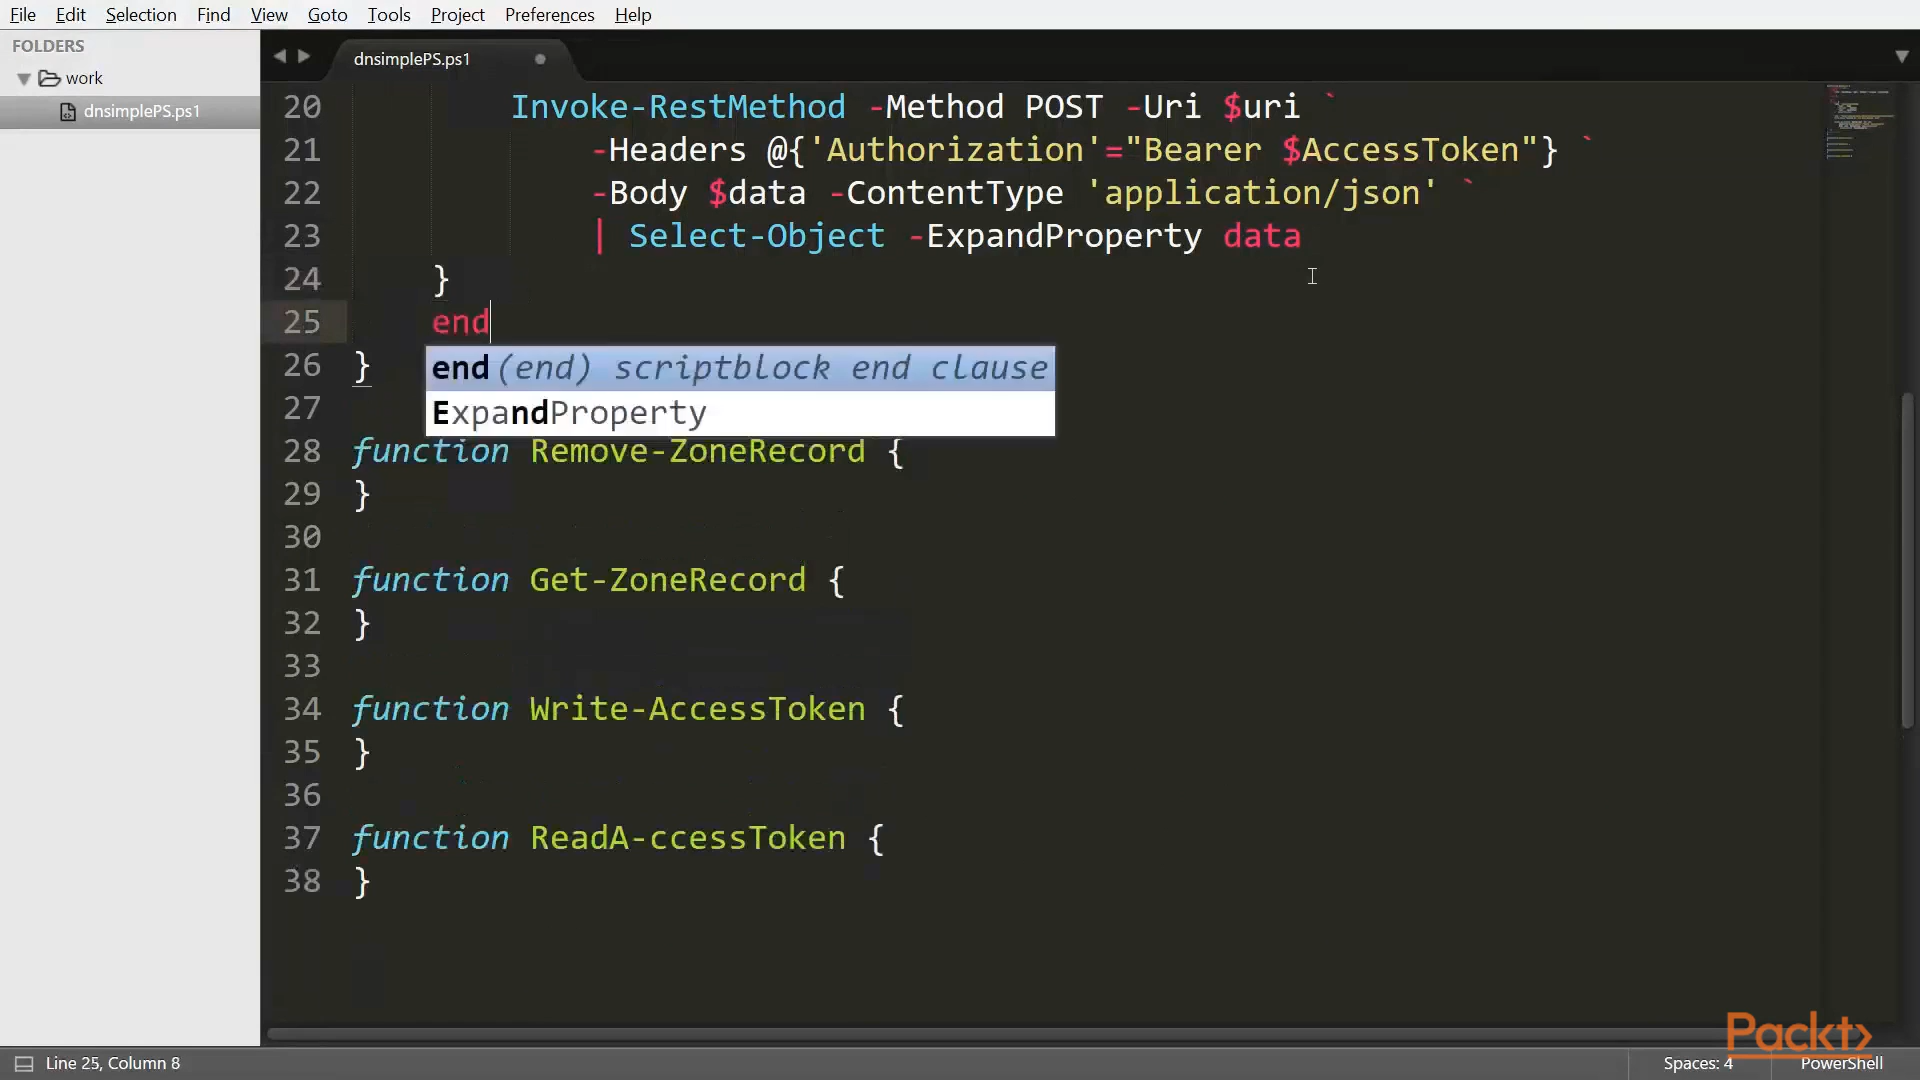 File Edit Selection Find View Goto Tools Project Preferences Help
FOLDERS
work
dnsimplePS.ps1
dnsimplePS.ps1
20 Invoke-RestMethod -Method POST -Uri $uri `
21 -Headers @{'Authorization'="Bearer $AccessToken"} `
22 -Body $data -ContentType 'application/json' `
23 | Select-Object -ExpandProperty data
24 }
25 end
end (end) scriptblock end clause
ExpandProperty
26 }
27
28 function Remove-ZoneRecord {
29 }
30
31 function Get-ZoneRecord {
32 }
33
34 function Write-AccessToken {
35 }
36
37 function ReadA-ccessToken {
38 }
Packt>
Line 25, Column 8 Spaces: 4 PowerShell